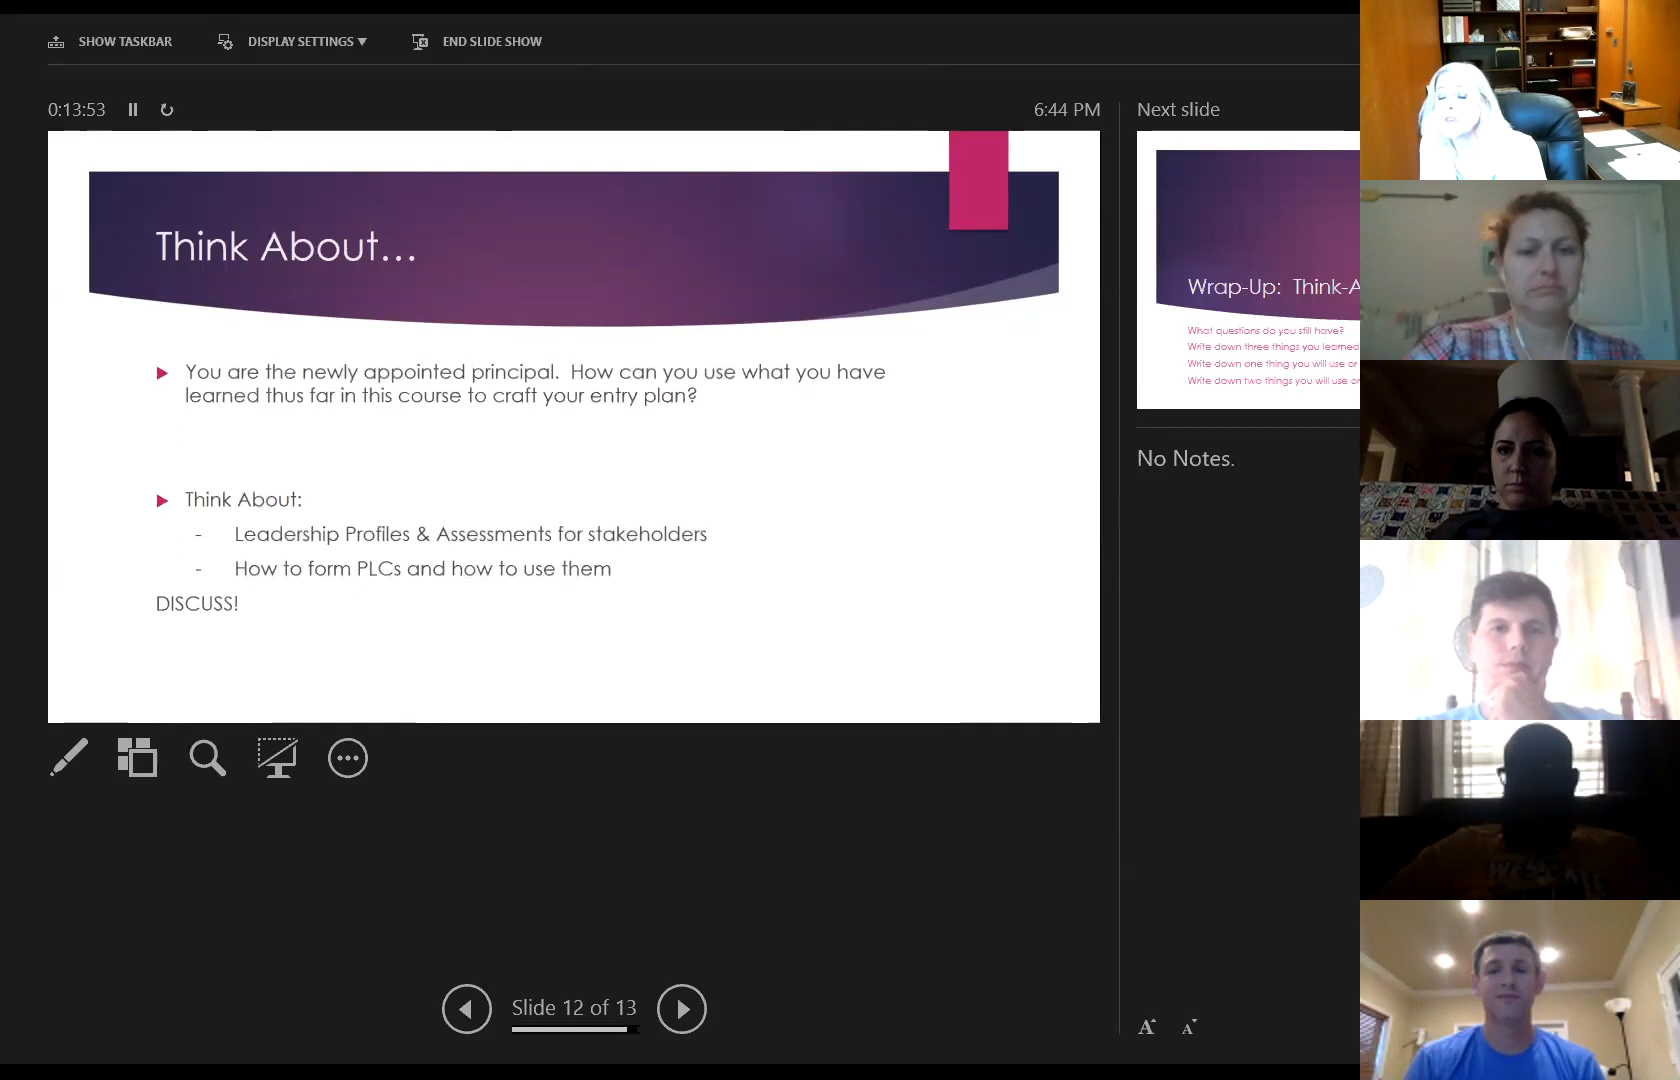 SHOW TASKBAR
DISPLAY SETTINGS
END SLIDE SHOW
0:13:53
6:44 PM
Think About...
You are the newly appointed principal.  How can you use what you have
learned thus far in this course to craft your entry plan?
Think About:
- Leadership Profiles & Assessments for stakeholders
- How to form PLCs and how to use them
DISCUSS!
Slide 12 of 13
Next slide
Wrap-Up:  Think-A
What questions do you still have?
Write down three things you learned
Write down one thing you will use or
Write down two things you will use or
No Notes.
A A